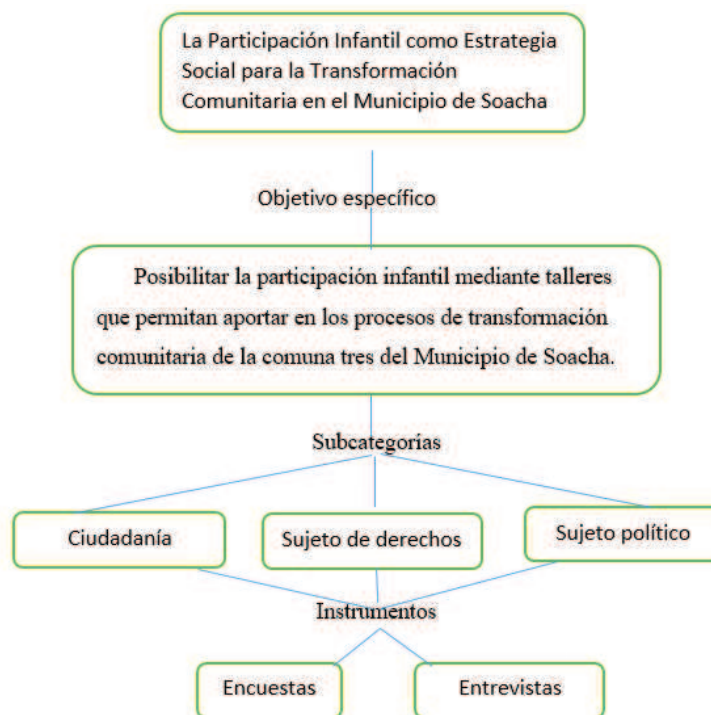 La Participación Infantil como Estrategia
Social para la Transformación
Comunitaria en el Municipio de Soacha
Objetivo específico
Posibilitar la participación infantil mediante talleres
que permitan aportar en los procesos de transformación
comunitaria de la comuna tres del Municipio de Soacha.
Subcategorías
Ciudadanía
Sujeto de derechos
Sujeto político
Instrumentos
Encuestas
Entrevistas